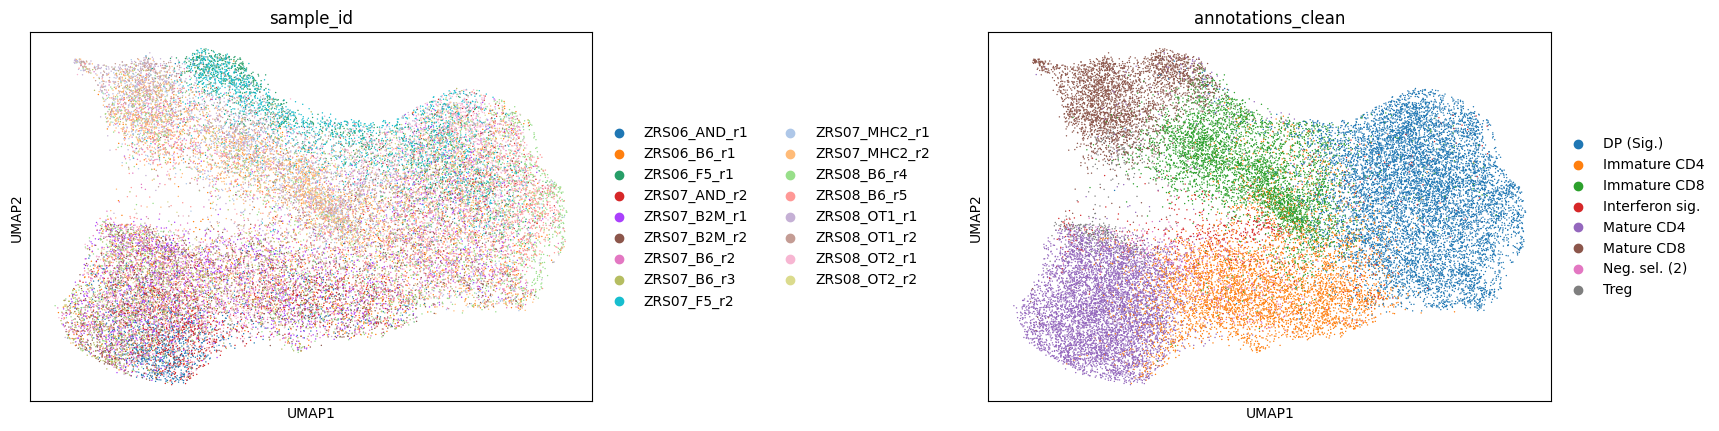 sample_id
UMAP2
UMAP1
ZRS06_AND_r1
ZRS06_B6_r1
ZRS06_F5_r1
ZRS07_AND_r2
ZRS07_B2M_r1
ZRS07_B2M_r2
ZRS07_B6_r2
ZRS07_B6_r3
ZRS07_F5_r2
ZRS07_MHC2_r1
ZRS07_MHC2_r2
ZRS08_B6_r4
ZRS08_B6_r5
ZRS08_OT1_r1
ZRS08_OT1_r2
ZRS08_OT2_r1
ZRS08_OT2_r2
annotations_clean
UMAP2
UMAP1
DP (Sig.)
Immature CD4
Immature CD8
Interferon sig.
Mature CD4
Mature CD8
Neg. sel. (2)
Treg